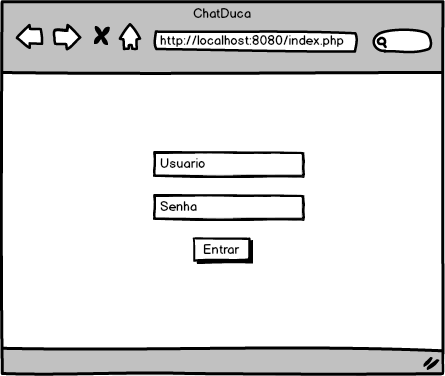 ChatDuca
http://localhost:8080/index.php
Usuario
Senha
Entrar